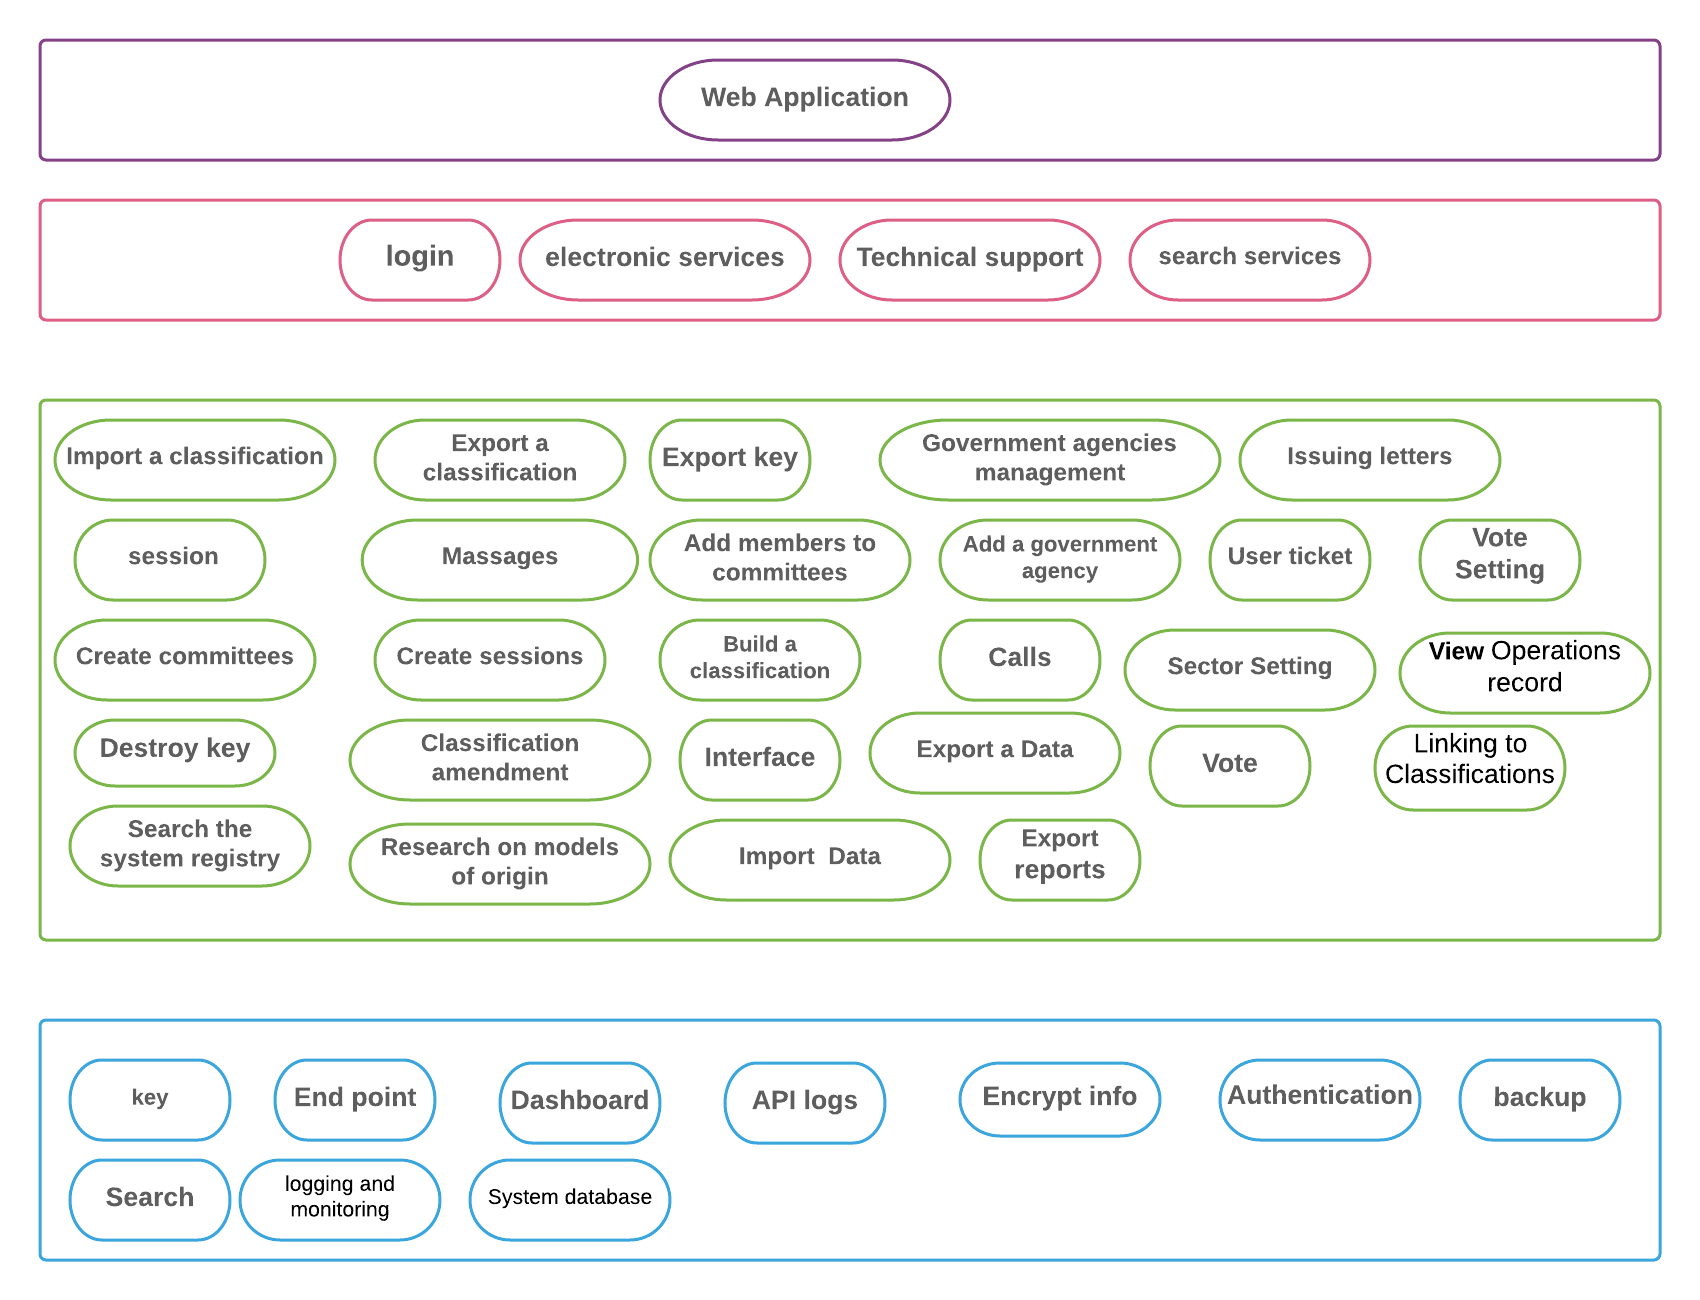 Web Application
login
electronic services
Technical support
search services
Import a classification
Export a
classification
Export key
Government agencies
management
Issuing letters
session
Massages
Add members to
committees
Add a government
agency
User ticket
Vote
Setting
Create committees
Create sessions
Build a
classification
Calls
Sector Setting
View Operations
record
Destroy key
Classification
amendment
Interface
Export a Data
Vote
Linking to
Classifications
Search the
system registry
Research on models
of origin
Import  Data
Export
reports
key
End point
Dashboard
API logs
Encrypt info
Authentication
backup
Search
logging and
monitoring
System database